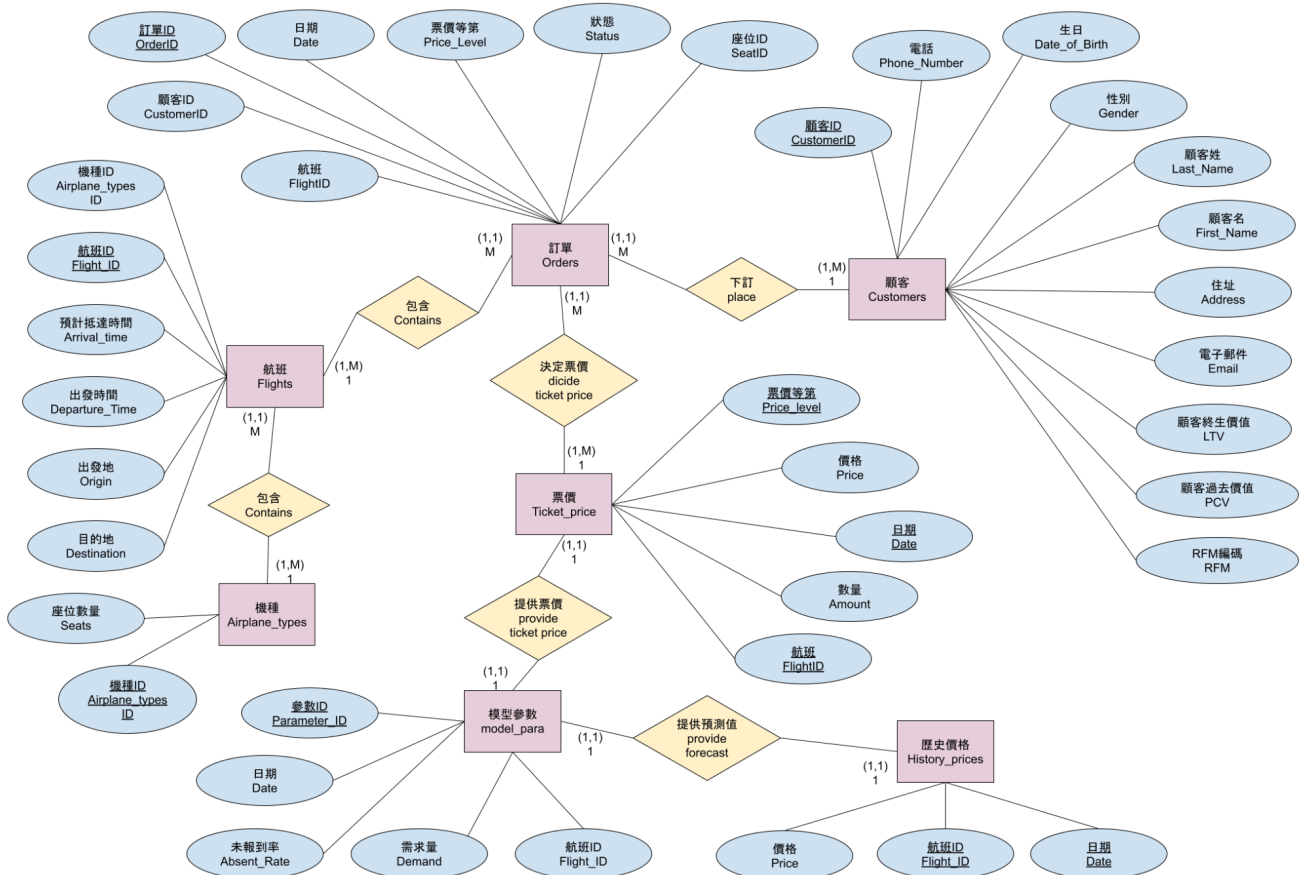 訂單ID
OrderID
日期
Date
票價等第
Price_Level
狀態
Status
座位ID
SeatID
顧客ID
CustomerID
航班
FlightID
電話
Phone_Number
生日
Date_of_Birth
顧客ID
CustomerID
性別
Gender
顧客姓
Last_Name
顧客名
First_Name
住址
Address
電子郵件
Email
顧客終生價值
LTV
顧客過去價值
PCV
RFM編碼
RFM
機種ID
Airplane_types
ID
航班ID
Flight_ID
預計抵達時間
Arrival_time
出發時間
Departure_Time
出發地
Origin
目的地
Destination
(1,1)
M
訂單
Orders
(1,1)
M
(1,1)
M
下訂
place
(1,M)
1
顧客
Customers
包含
Contains
(1,M)
1
航班
Flights
(1,1)
M
包含
Contains
(1,M)
1
機種
Airplane_types
座位數量
Seats
機種ID
Airplane_types
ID
決定票價
dicide
ticket price
(1,M)
1
票價
Ticket_price
(1,1)
1
票價等第
Price_level
價格
Price
日期
Date
數量
Amount
航班
FlightID
提供票價
provide
ticket price
(1,1)
1
模型參數
model_para
(1,1)
1
參數ID
Parameter_ID
日期
Date
未報到率
Absent_Rate
需求量
Demand
航班ID
Flight_ID
提供預測值
provide
forecast
(1,1)
1
歷史價格
History_prices
價格
Price
航班ID
Flight_ID
日期
Date